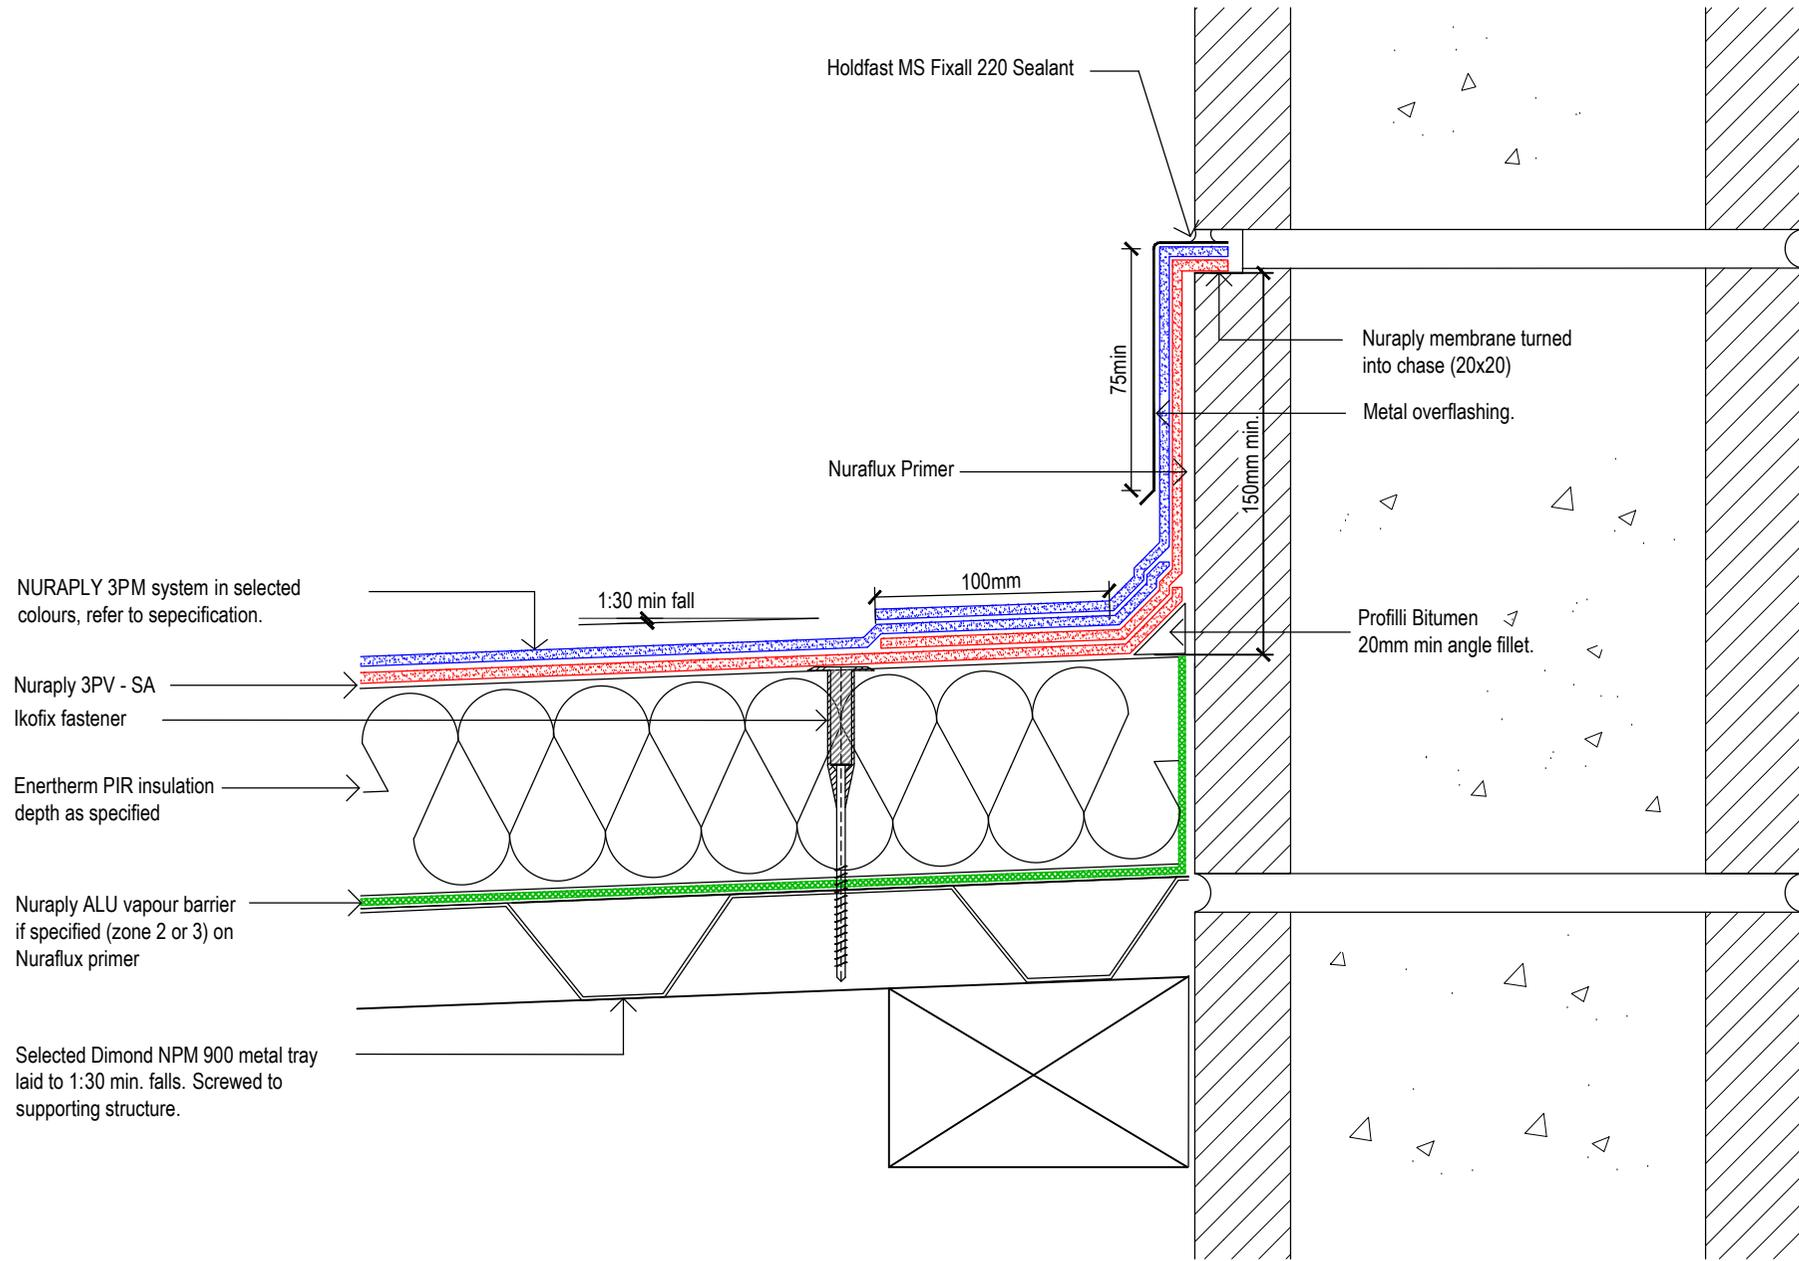 Holdfast MS Fixall 220 Sealant
Nuraply membrane turned
into chase (20x20)
75min
Metal overflashing.
150mm min.
Nuraflux Primer
NURAPLY 3PM system in selected
colours, refer to sepecification.
1:30 min fall
100mm
Profilli Bitumen
20mm min angle fillet.
Nuraply 3PV - SA
Ikofix fastener
Enertherm PIR insulation
depth as specified
Nuraply ALU vapour barrier
if specified (zone 2 or 3) on
Nuraflux primer
Selected Dimond NPM 900 metal tray
laid to 1:30 min. falls. Screwed to
supporting structure.